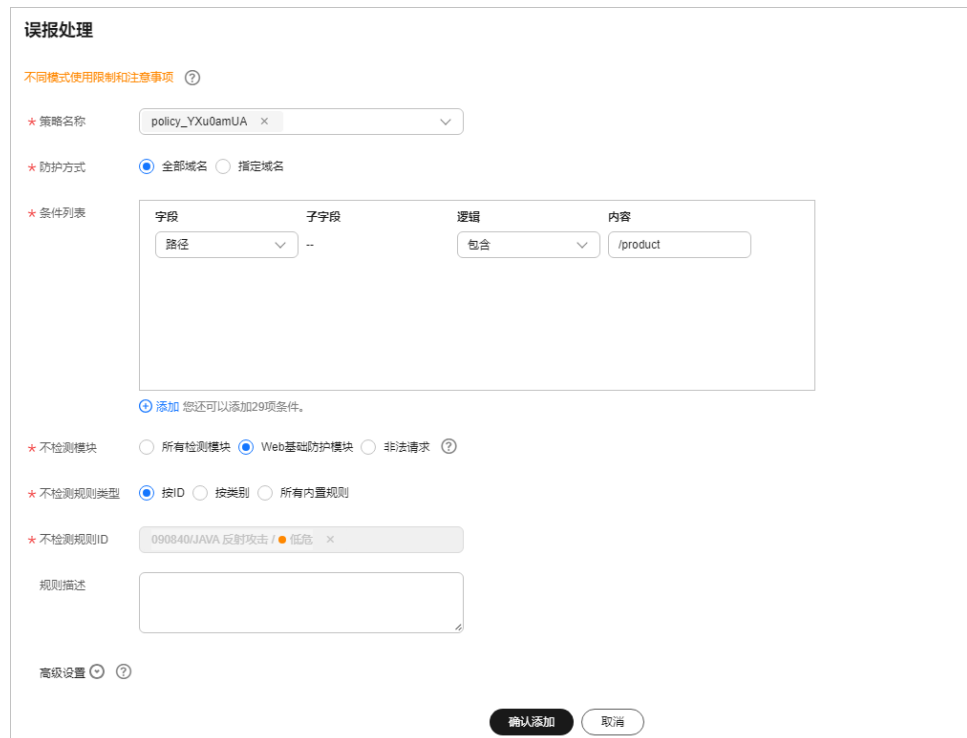 误报处理
不同模式使用限制和注意事项 ?
* 策略名称 policy_YXu0amUA ×
* 防护方式 全部域名 指定域名
* 条件列表 字段 子字段 逻辑 内容
路径 -- 包含 /product
添加 您还可以添加29项条件。
* 不检测模块 所有检测模块 Web基础防护模块 非法请求 ?
* 不检测规则类型 按ID 按类别 所有内置规则
* 不检测规则ID 090840/JAVA 反射攻击 / 低危 ×
规则描述
高级设置 ?
确认添加 取消